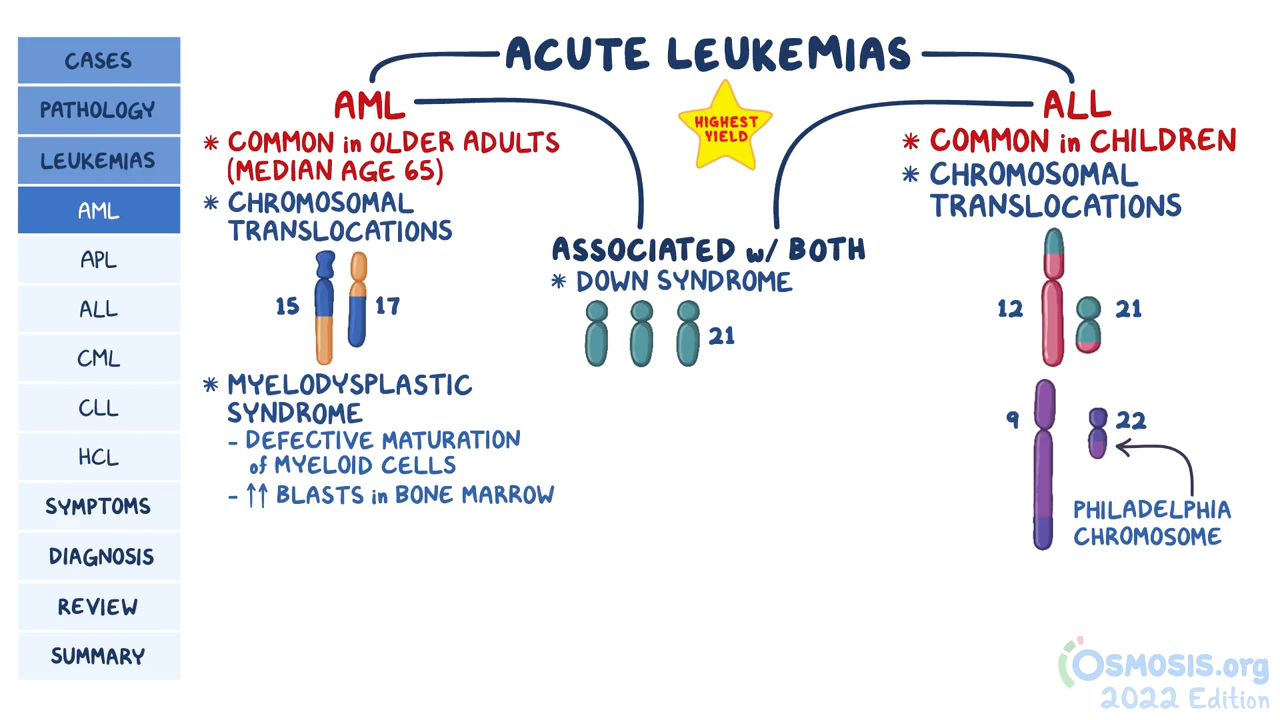 CASES
PATHOLOGY
LEUKEMIAS
AML
APL
ALL
CML
CLL
HCL
SYMPTOMS
DIAGNOSIS
REVIEW
SUMMARY
ACUTE LEUKEMIAS
AML
* COMMON in OLDER ADULTS
(MEDIAN AGE 65)
* CHROMOSOMAL
TRANSLOCATIONS
15
17
* MYELODYSPLASTIC
SYNDROME
- DEFECTIVE MATURATION
of MYELOID CELLS
- ↑↑ BLASTS in BONE MARROW
HIGHEST
YIELD
ASSOCIATED w/ BOTH
* DOWN SYNDROME
21
ALL
* COMMON in CHILDREN
* CHROMOSOMAL
TRANSLOCATIONS
12
21
9
22
PHILADELPHIA
CHROMOSOME
OSMOSIS.org
2022 Edition